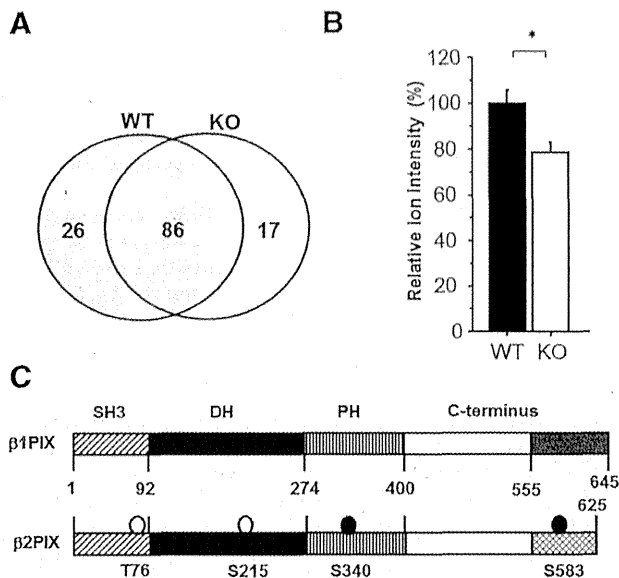 A
WT KO
26 86 17
B
*
Relative ion intensity (%)
120
100
80
60
40
20
0
WT KO
C
SH3 DH PH C-terminus
β1PIX
1 92 274 400 555 645
625
β2PIX
T76 S215 S340 S583